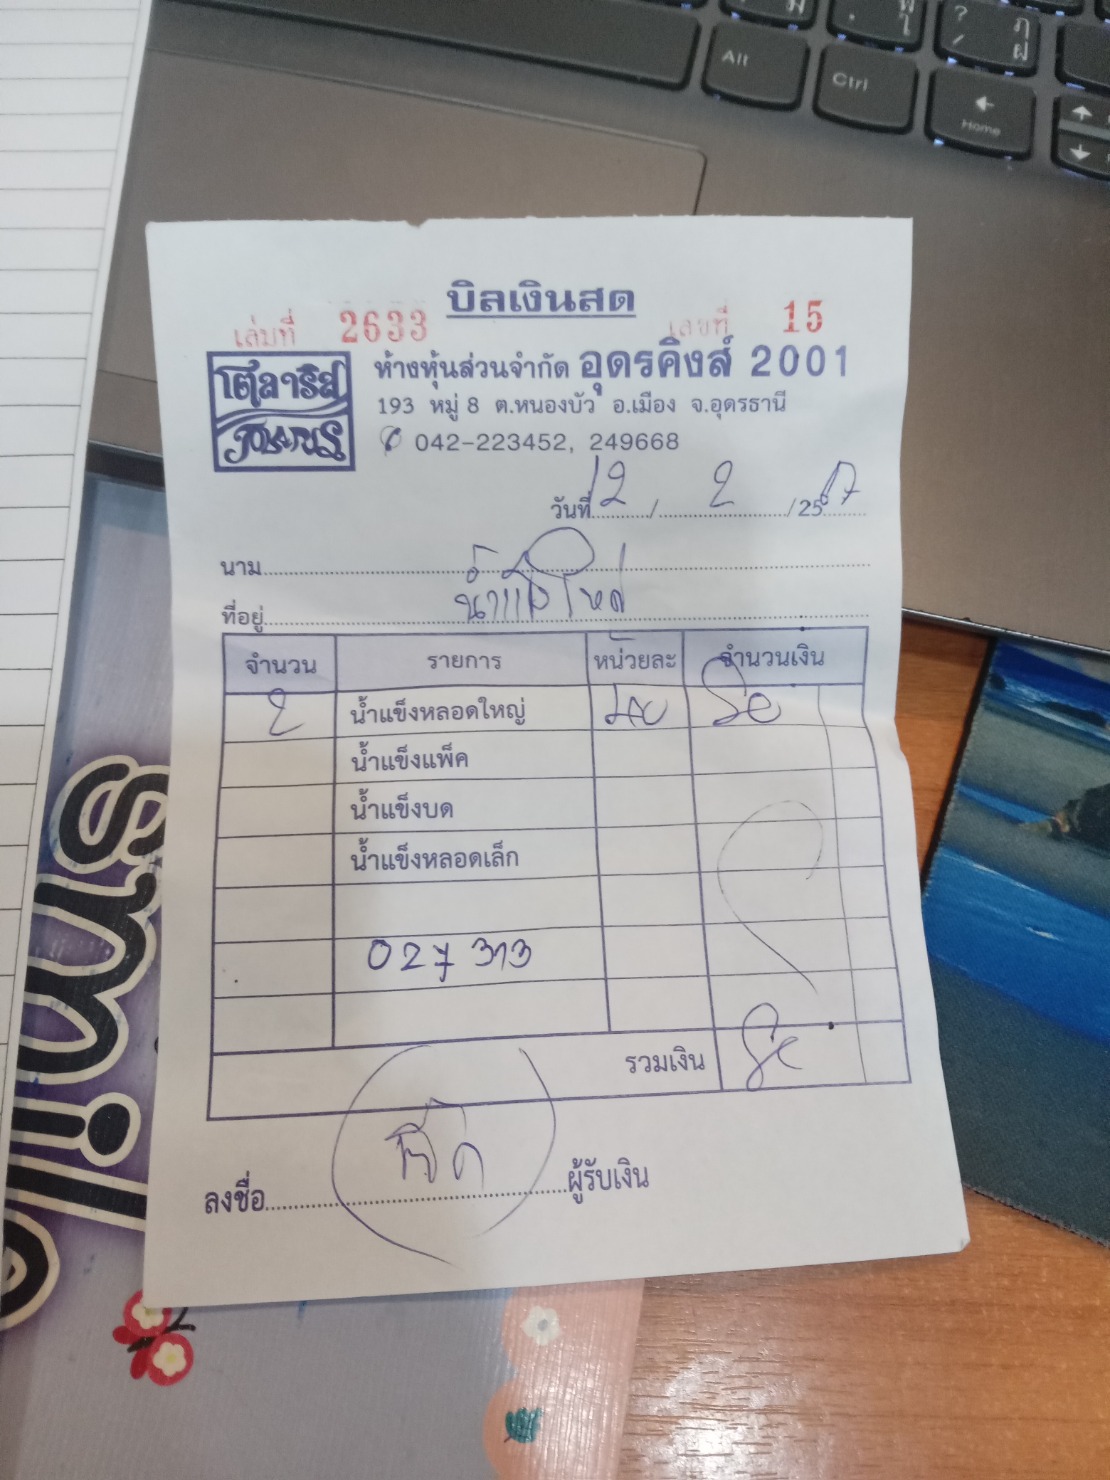 Alt
Ctrl
Home
บิลเงินสด
เล่มที่ 2633 เลขที่ 15
โตลาริส
POLARIS
ห้างหุ้นส่วนจำกัด อุดรคิงส์ 2001
193 หมู่ 8 ต.หนองบัว อ.เมือง จ.อุดรธานี
042-223452, 249668
วันที่ 12 / 2 / 2567
นาม
ที่อยู่
จำนวน รายการ หน่วยละ จำนวนเงิน
2 น้ำแข็งหลอดใหญ่ 40 80
น้ำแข็งแพ็ค
น้ำแข็งบด
น้ำแข็งหลอดเล็ก
027 313
รวมเงิน 80
ลงชื่อ ผู้รับเงิน
smile